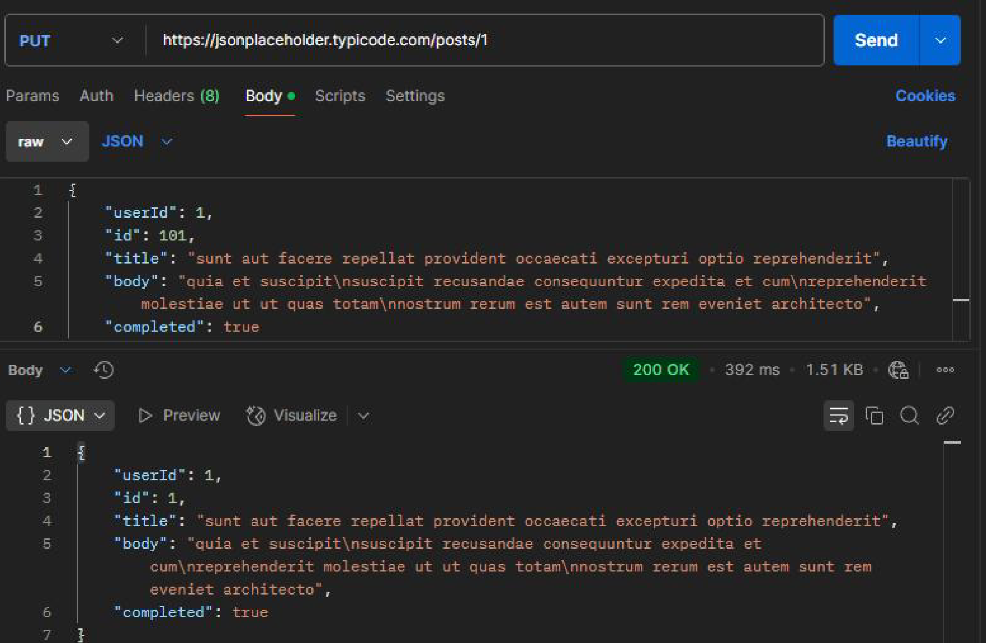 PUT https://jsonplaceholder.typicode.com/posts/1 Send
Params Auth Headers (8) Body Scripts Settings Cookies
raw JSON Beautify
1 {
2 "userId": 1,
3 "id": 101,
4 "title": "sunt aut facere repellat provident occaecati excepturi optio reprehenderit",
5 "body": "quia et suscipit\nsuscipit recusandae consequuntur expedita et cum\nreprehenderit
molestiae ut ut quas totam\nnostrum rerum est autem sunt rem eveniet architecto",
6 "completed": true
Body 200 OK 392 ms 1.51 KB
{} JSON Preview Visualize
1 {
2 "userId": 1,
3 "id": 1,
4 "title": "sunt aut facere repellat provident occaecati excepturi optio reprehenderit",
5 "body": "quia et suscipit\nsuscipit recusandae consequuntur expedita et
cum\nreprehenderit molestiae ut ut quas totam\nnostrum rerum est autem sunt rem
eveniet architecto",
6 "completed": true
7 }